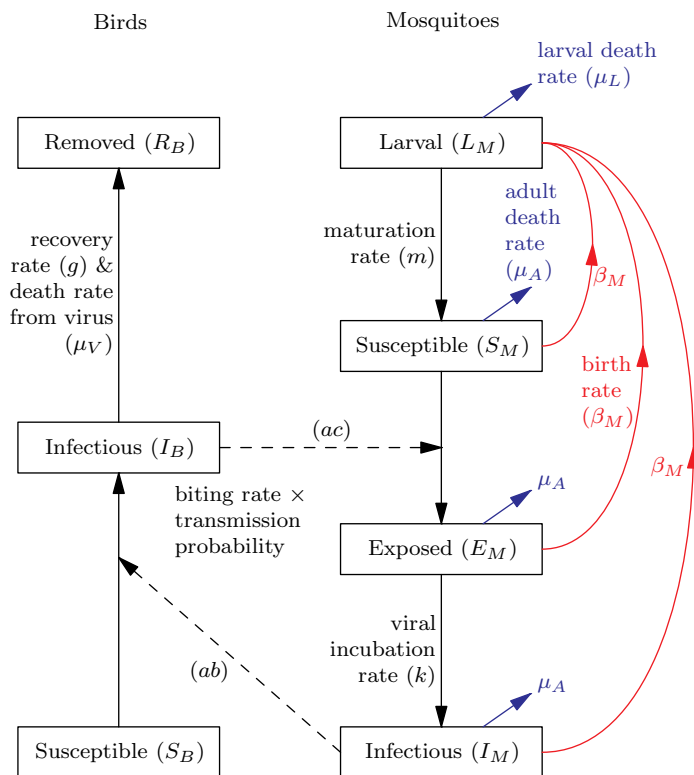 Birds
Mosquitoes
larval death
rate (μ_L)
Removed (R_B)
Larval (L_M)
adult
death
rate
(μ_A)
recovery
rate (g) &
death rate
from virus
(μ_V)
maturation
rate (m)
β_M
Susceptible (S_M)
birth
rate
(β_M)
Infectious (I_B)
(ac)
β_M
biting rate ×
transmission
probability
μ_A
Exposed (E_M)
viral
incubation
rate (k)
(ab)
μ_A
Susceptible (S_B)
Infectious (I_M)